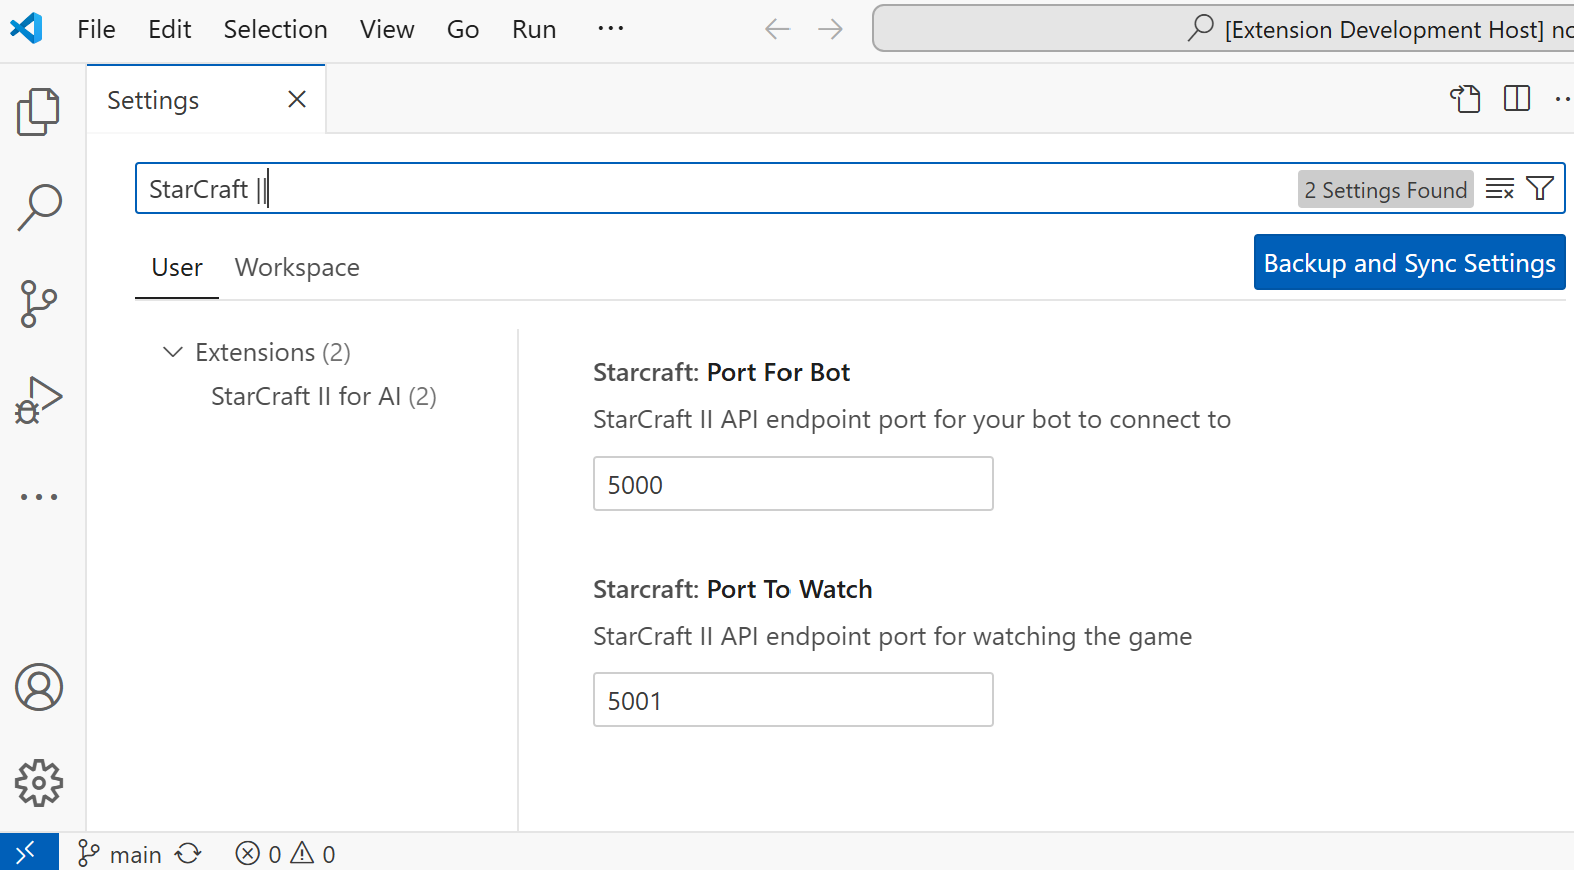 File Edit Selection View Go Run ···
[Extension Development Host] no
Settings
StarCraft ||
2 Settings Found
User Workspace
Backup and Sync Settings
Extensions (2)
StarCraft II for AI (2)
Starcraft: Port For Bot
StarCraft II API endpoint port for your bot to connect to
5000
Starcraft: Port To Watch
StarCraft II API endpoint port for watching the game
5001
main 0 0